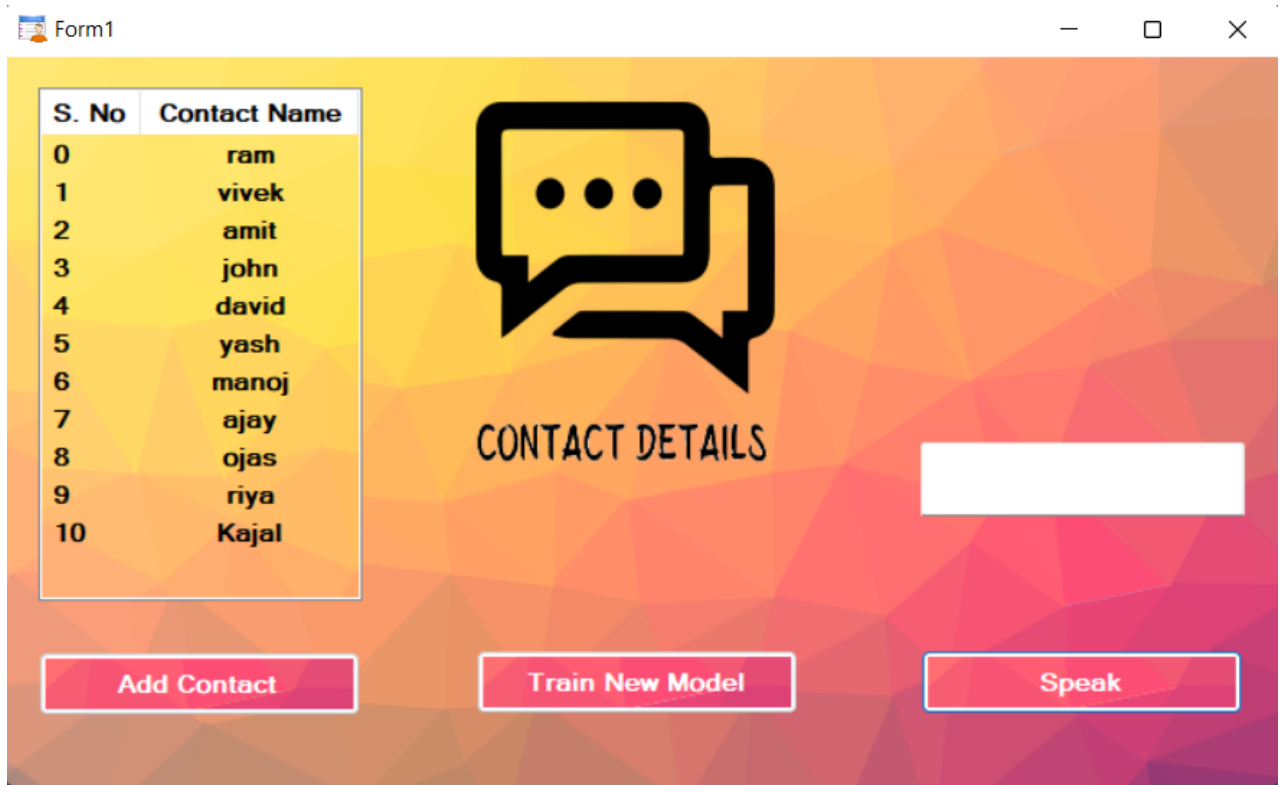 Form1
S. No Contact Name
0 ram
1 vivek
2 amit
3 john
4 david
5 yash
6 manoj
7 ajay
8 ojas
9 riya
10 Kajal
CONTACT DETAILS
Add Contact
Train New Model
Speak